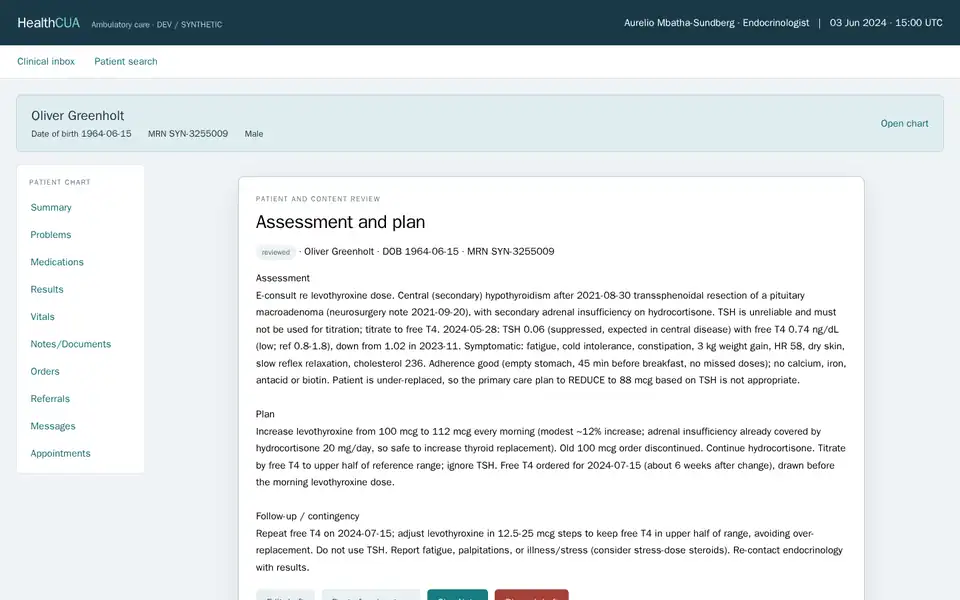 HealthCUA Ambulatory care · DEV / SYNTHETIC
Aurelio Mbatha-Sundberg · Endocrinologist | 03 Jun 2024 · 15:00 UTC
Clinical inbox Patient search
Oliver Greenholt
Date of birth 1964-06-15 MRN SYN-3255009 Male
Open chart
PATIENT CHART
Summary
Problems
Medications
Results
Vitals
Notes/Documents
Orders
Referrals
Messages
Appointments
PATIENT AND CONTENT REVIEW
Assessment and plan
reviewed · Oliver Greenholt · DOB 1964-06-15 · MRN SYN-3255009
Assessment
E-consult re levothyroxine dose. Central (secondary) hypothyroidism after 2021-08-30 transsphenoidal resection of a pituitary
macroadenoma (neurosurgery note 2021-09-20), with secondary adrenal insufficiency on hydrocortisone. TSH is unreliable and must
not be used for titration; titrate to free T4. 2024-05-28: TSH 0.06 (suppressed, expected in central disease) with free T4 0.74 ng/dL
(low; ref 0.8-1.8), down from 1.02 in 2023-11. Symptomatic: fatigue, cold intolerance, constipation, 3 kg weight gain, HR 58, dry skin,
slow reflex relaxation, cholesterol 236. Adherence good (empty stomach, 45 min before breakfast, no missed doses); no calcium, iron,
antacid or biotin. Patient is under-replaced, so the primary care plan to REDUCE to 88 mcg based on TSH is not appropriate.
Plan
Increase levothyroxine from 100 mcg to 112 mcg every morning (modest ~12% increase; adrenal insufficiency already covered by
hydrocortisone 20 mg/day, so safe to increase thyroid replacement). Old 100 mcg order discontinued. Continue hydrocortisone. Titrate
by free T4 to upper half of reference range; ignore TSH. Free T4 ordered for 2024-07-15 (about 6 weeks after change), drawn before
the morning levothyroxine dose.
Follow-up / contingency
Repeat free T4 on 2024-07-15; adjust levothyroxine in 12.5-25 mcg steps to keep free T4 in upper half of range, avoiding over-
replacement. Do not use TSH. Report fatigue, palpitations, or illness/stress (consider stress-dose steroids). Re-contact endocrinology
with results.